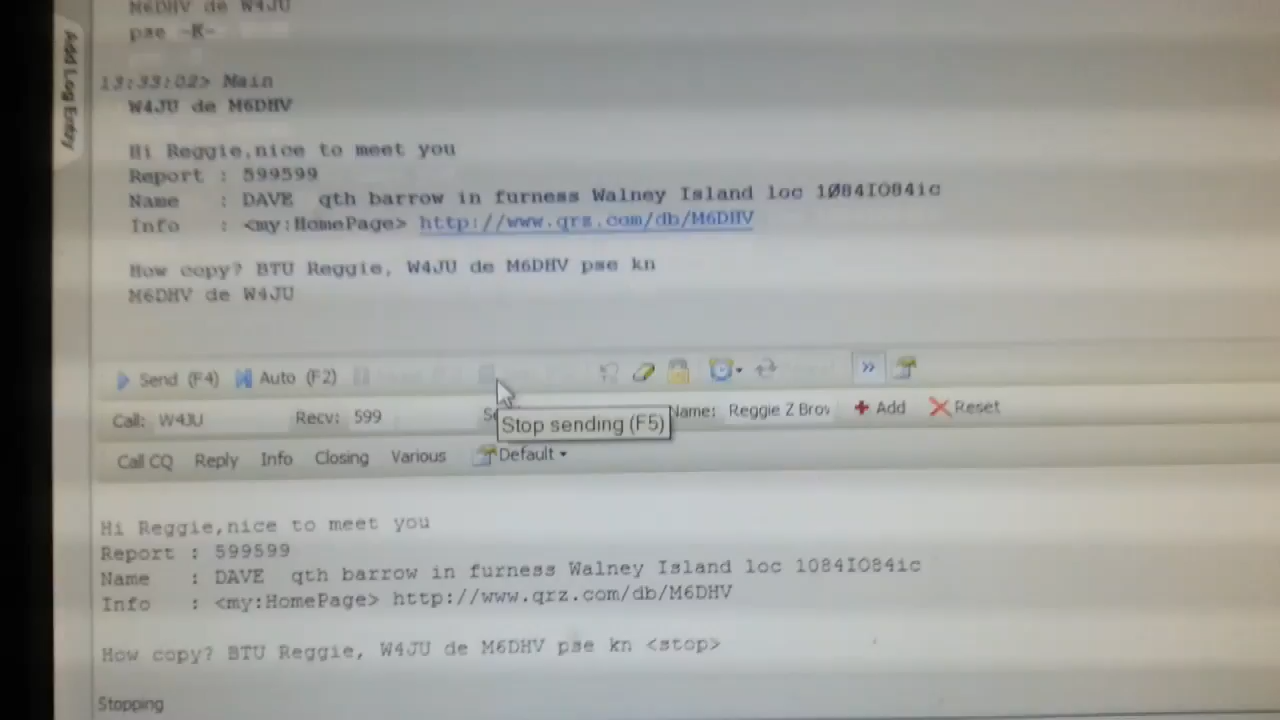 M6DHV de W4JU
pse -K-
Add Log Entry
13:33:02> Main
W4JU de M6DHV
Hi Reggie,nice to meet you
Report : 599599
Name : DAVE qth barrow in furness Walney Island loc 1Ø84IO84ic
Info : <my:HomePage> http://www.qrz.com/db/M6DHV
How copy? BTU Reggie, W4JU de M6DHV pse kn
M6DHV de W4JU
Send (F4) Auto (F2)
Call: W4JU Recv: 599 Name: Reggie Z Brow Add Reset
Stop sending (F5)
Call CQ Reply Info Closing Various Default
Hi Reggie,nice to meet you
Report : 599599
Name : DAVE qth barrow in furness Walney Island loc 1084IO84ic
Info : <my:HomePage> http://www.qrz.com/db/M6DHV
How copy? BTU Reggie, W4JU de M6DHV pse kn <stop>
Stopping